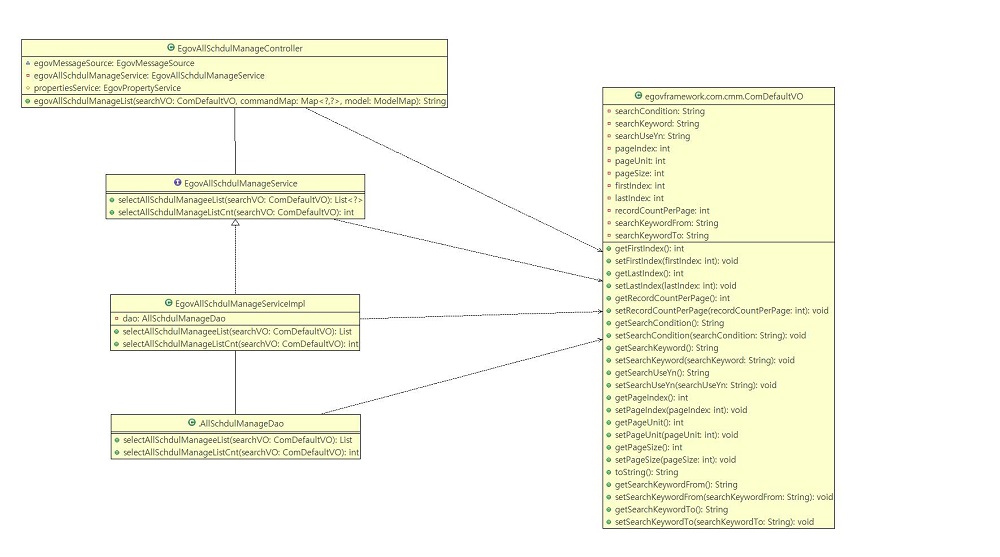 EgovAllSchdulManageController
egovMessageSource: EgovMessageSource
egovAllSchdulManageService: EgovAllSchdulManageService
propertiesService: EgovPropertyService
egovAllSchdulManageList(searchVO: ComDefaultVO, commandMap: Map<?,?>, model: ModelMap): String
EgovAllSchdulManageService
selectAllSchdulManageeList(searchVO: ComDefaultVO): List<?>
selectAllSchdulManageListCnt(searchVO: ComDefaultVO): int
EgovAllSchdulManageServiceImpl
dao: AllSchdulManageDao
selectAllSchdulManageeList(searchVO: ComDefaultVO): List
selectAllSchdulManageListCnt(searchVO: ComDefaultVO): int
.AllSchdulManageDao
selectAllSchdulManageeList(searchVO: ComDefaultVO): List
selectAllSchdulManageListCnt(searchVO: ComDefaultVO): int
egovframework.com.cmm.ComDefaultVO
searchCondition: String
searchKeyword: String
searchUseYn: String
pageIndex: int
pageUnit: int
pageSize: int
firstIndex: int
lastIndex: int
recordCountPerPage: int
searchKeywordFrom: String
searchKeywordTo: String
getFirstIndex(): int
setFirstIndex(firstIndex: int): void
getLastIndex(): int
setLastIndex(lastIndex: int): void
getRecordCountPerPage(): int
setRecordCountPerPage(recordCountPerPage: int): void
getSearchCondition(): String
setSearchCondition(searchCondition: String): void
getSearchKeyword(): String
setSearchKeyword(searchKeyword: String): void
getSearchUseYn(): String
setSearchUseYn(searchUseYn: String): void
getPageIndex(): int
setPageIndex(pageIndex: int): void
getPageUnit(): int
setPageUnit(pageUnit: int): void
getPageSize(): int
setPageSize(pageSize: int): void
toString(): String
getSearchKeywordFrom(): String
setSearchKeywordFrom(searchKeywordFrom: String): void
getSearchKeywordTo(): String
setSearchKeywordTo(searchKeywordTo: String): void